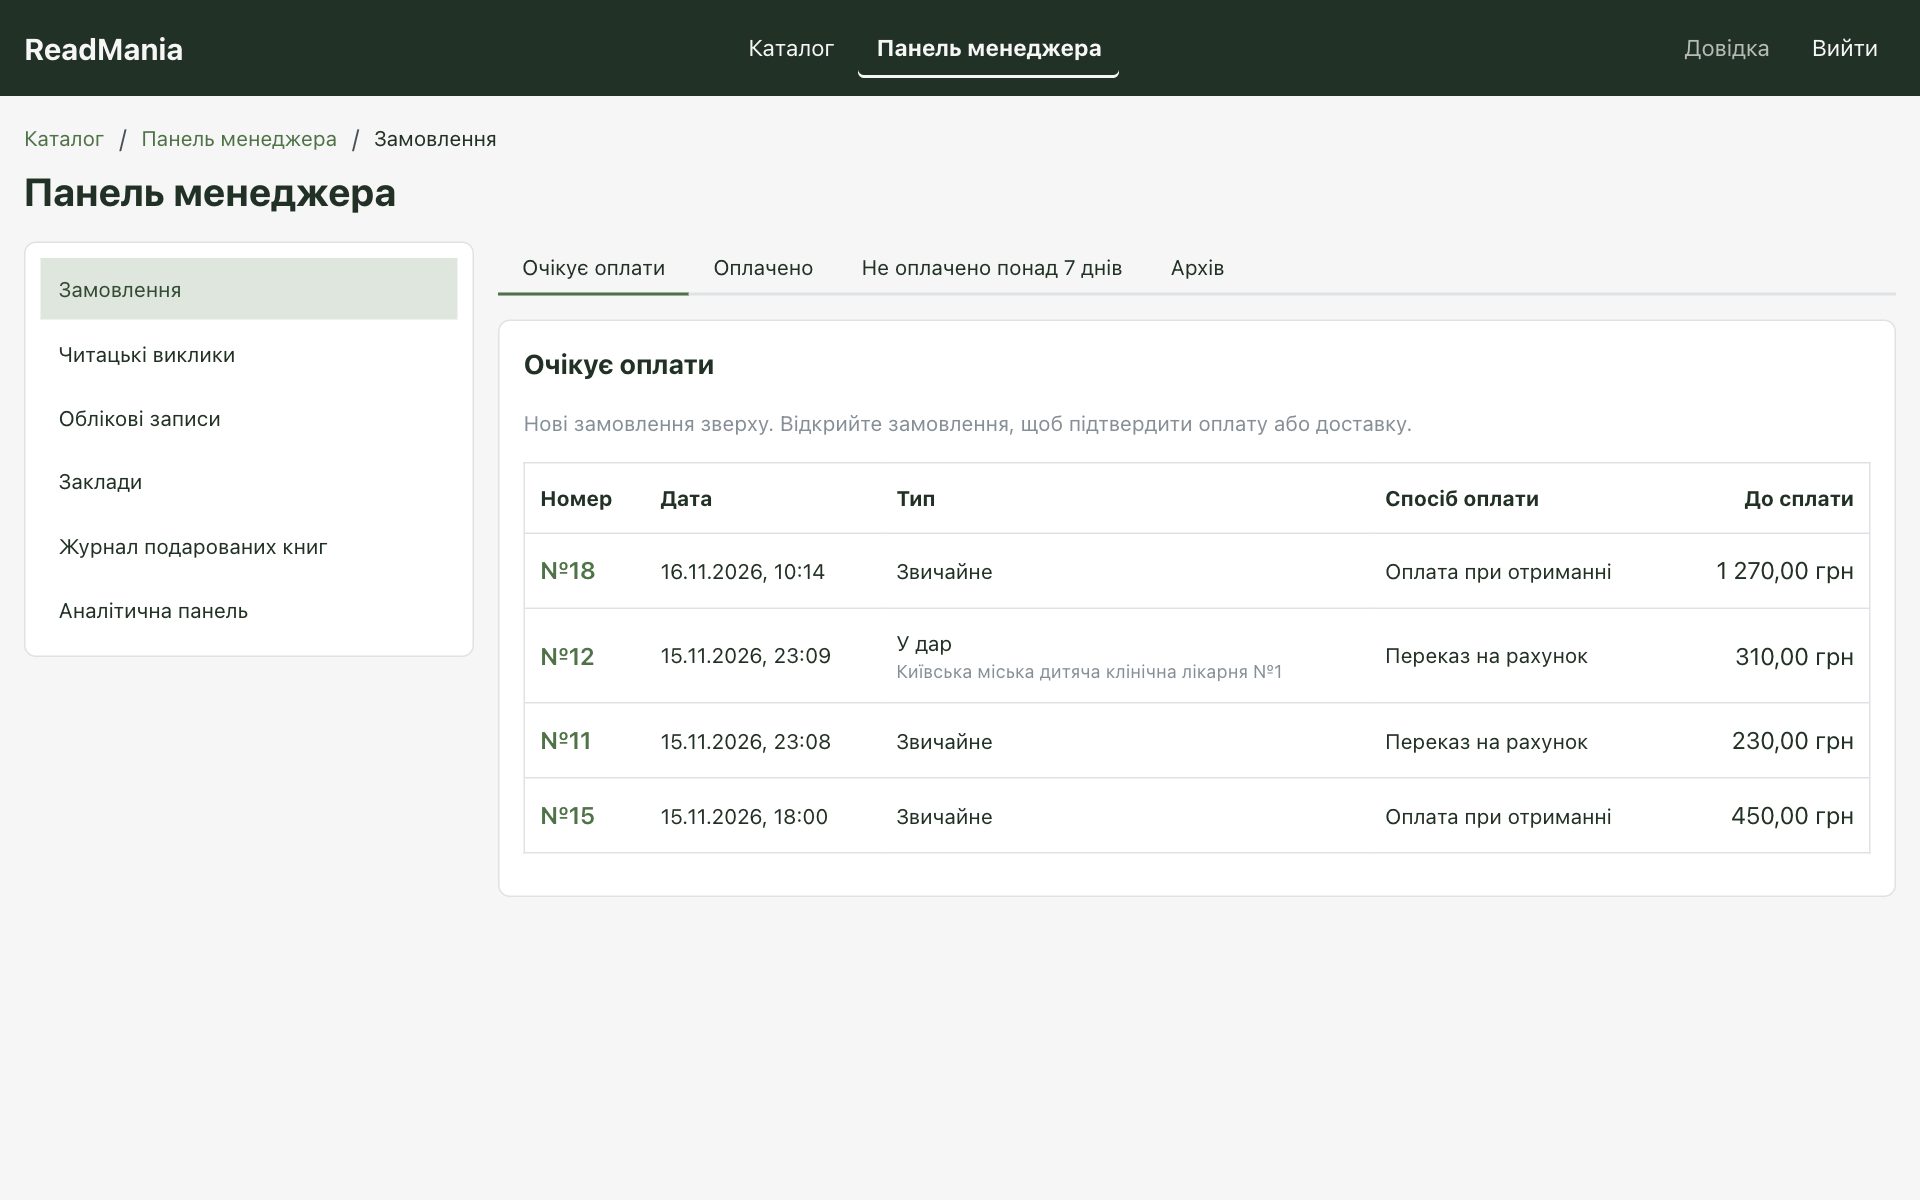 ReadMania
Каталог
Панель менеджера
Довідка
Вийти
Каталог / Панель менеджера / Замовлення
Панель менеджера
Замовлення
Читацькі виклики
Облікові записи
Заклади
Журнал подарованих книг
Аналітична панель
Очікує оплати
Оплачено
Не оплачено понад 7 днів
Архів
Очікує оплати
Нові замовлення зверху. Відкрийте замовлення, щоб підтвердити оплату або доставку.
Номер Дата Тип Спосіб оплати До сплати
№18 16.11.2026, 10:14 Звичайне Оплата при отриманні 1 270,00 грн
№12 15.11.2026, 23:09 У дар Переказ на рахунок 310,00 грн
Київська міська дитяча клінічна лікарня №1
№11 15.11.2026, 23:08 Звичайне Переказ на рахунок 230,00 грн
№15 15.11.2026, 18:00 Звичайне Оплата при отриманні 450,00 грн